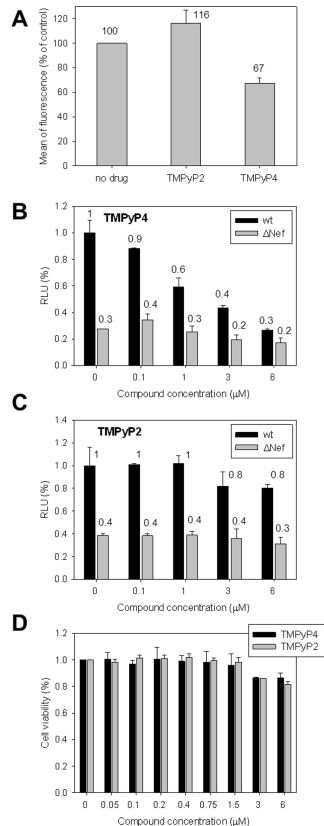 A
Mean of fluorescence (% of control)
120
100
80
60
40
20
0
100
116
67
no drug TMPyP2 TMPyP4
B
TMPyP4
wt
ΔNef
RLU (%)
1.2
1.0
0.8
0.6
0.4
0.2
0.0
1
0.3
0.9
0.4
0.6
0.3
0.4
0.2
0.3
0.2
0 0.1 1 3 6
Compound concentration (μM)
C
TMPyP2
wt
ΔNef
RLU (%)
1.4
1.2
1.0
0.8
0.6
0.4
0.2
0.0
1
0.4
1
0.4
1
0.4
0.8
0.4
0.8
0.3
0 0.1 1 3 6
Compound concentration (μM)
D
TMPyP4
TMPyP2
Cell viability (%)
1.2
1.0
0.8
0.6
0.4
0.2
0.0
0 0.05 0.1 0.2 0.4 0.75 1.5 3 6
Compound concentration (μM)